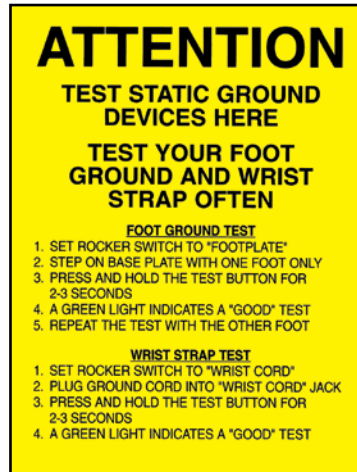 ATTENTION
TEST STATIC GROUND
DEVICES HERE
TEST YOUR FOOT
GROUND AND WRIST
STRAP OFTEN
FOOT GROUND TEST
1. SET ROCKER SWITCH TO "FOOTPLATE"
2. STEP ON BASE PLATE WITH ONE FOOT ONLY
3. PRESS AND HOLD THE TEST BUTTON FOR
2-3 SECONDS
4. A GREEN LIGHT INDICATES A "GOOD" TEST
5. REPEAT THE TEST WITH THE OTHER FOOT
WRIST STRAP TEST
1. SET ROCKER SWITCH TO "WRIST CORD"
2. PLUG GROUND CORD INTO "WRIST CORD" JACK
3. PRESS AND HOLD THE TEST BUTTON FOR
2-3 SECONDS
4. A GREEN LIGHT INDICATES A "GOOD" TEST